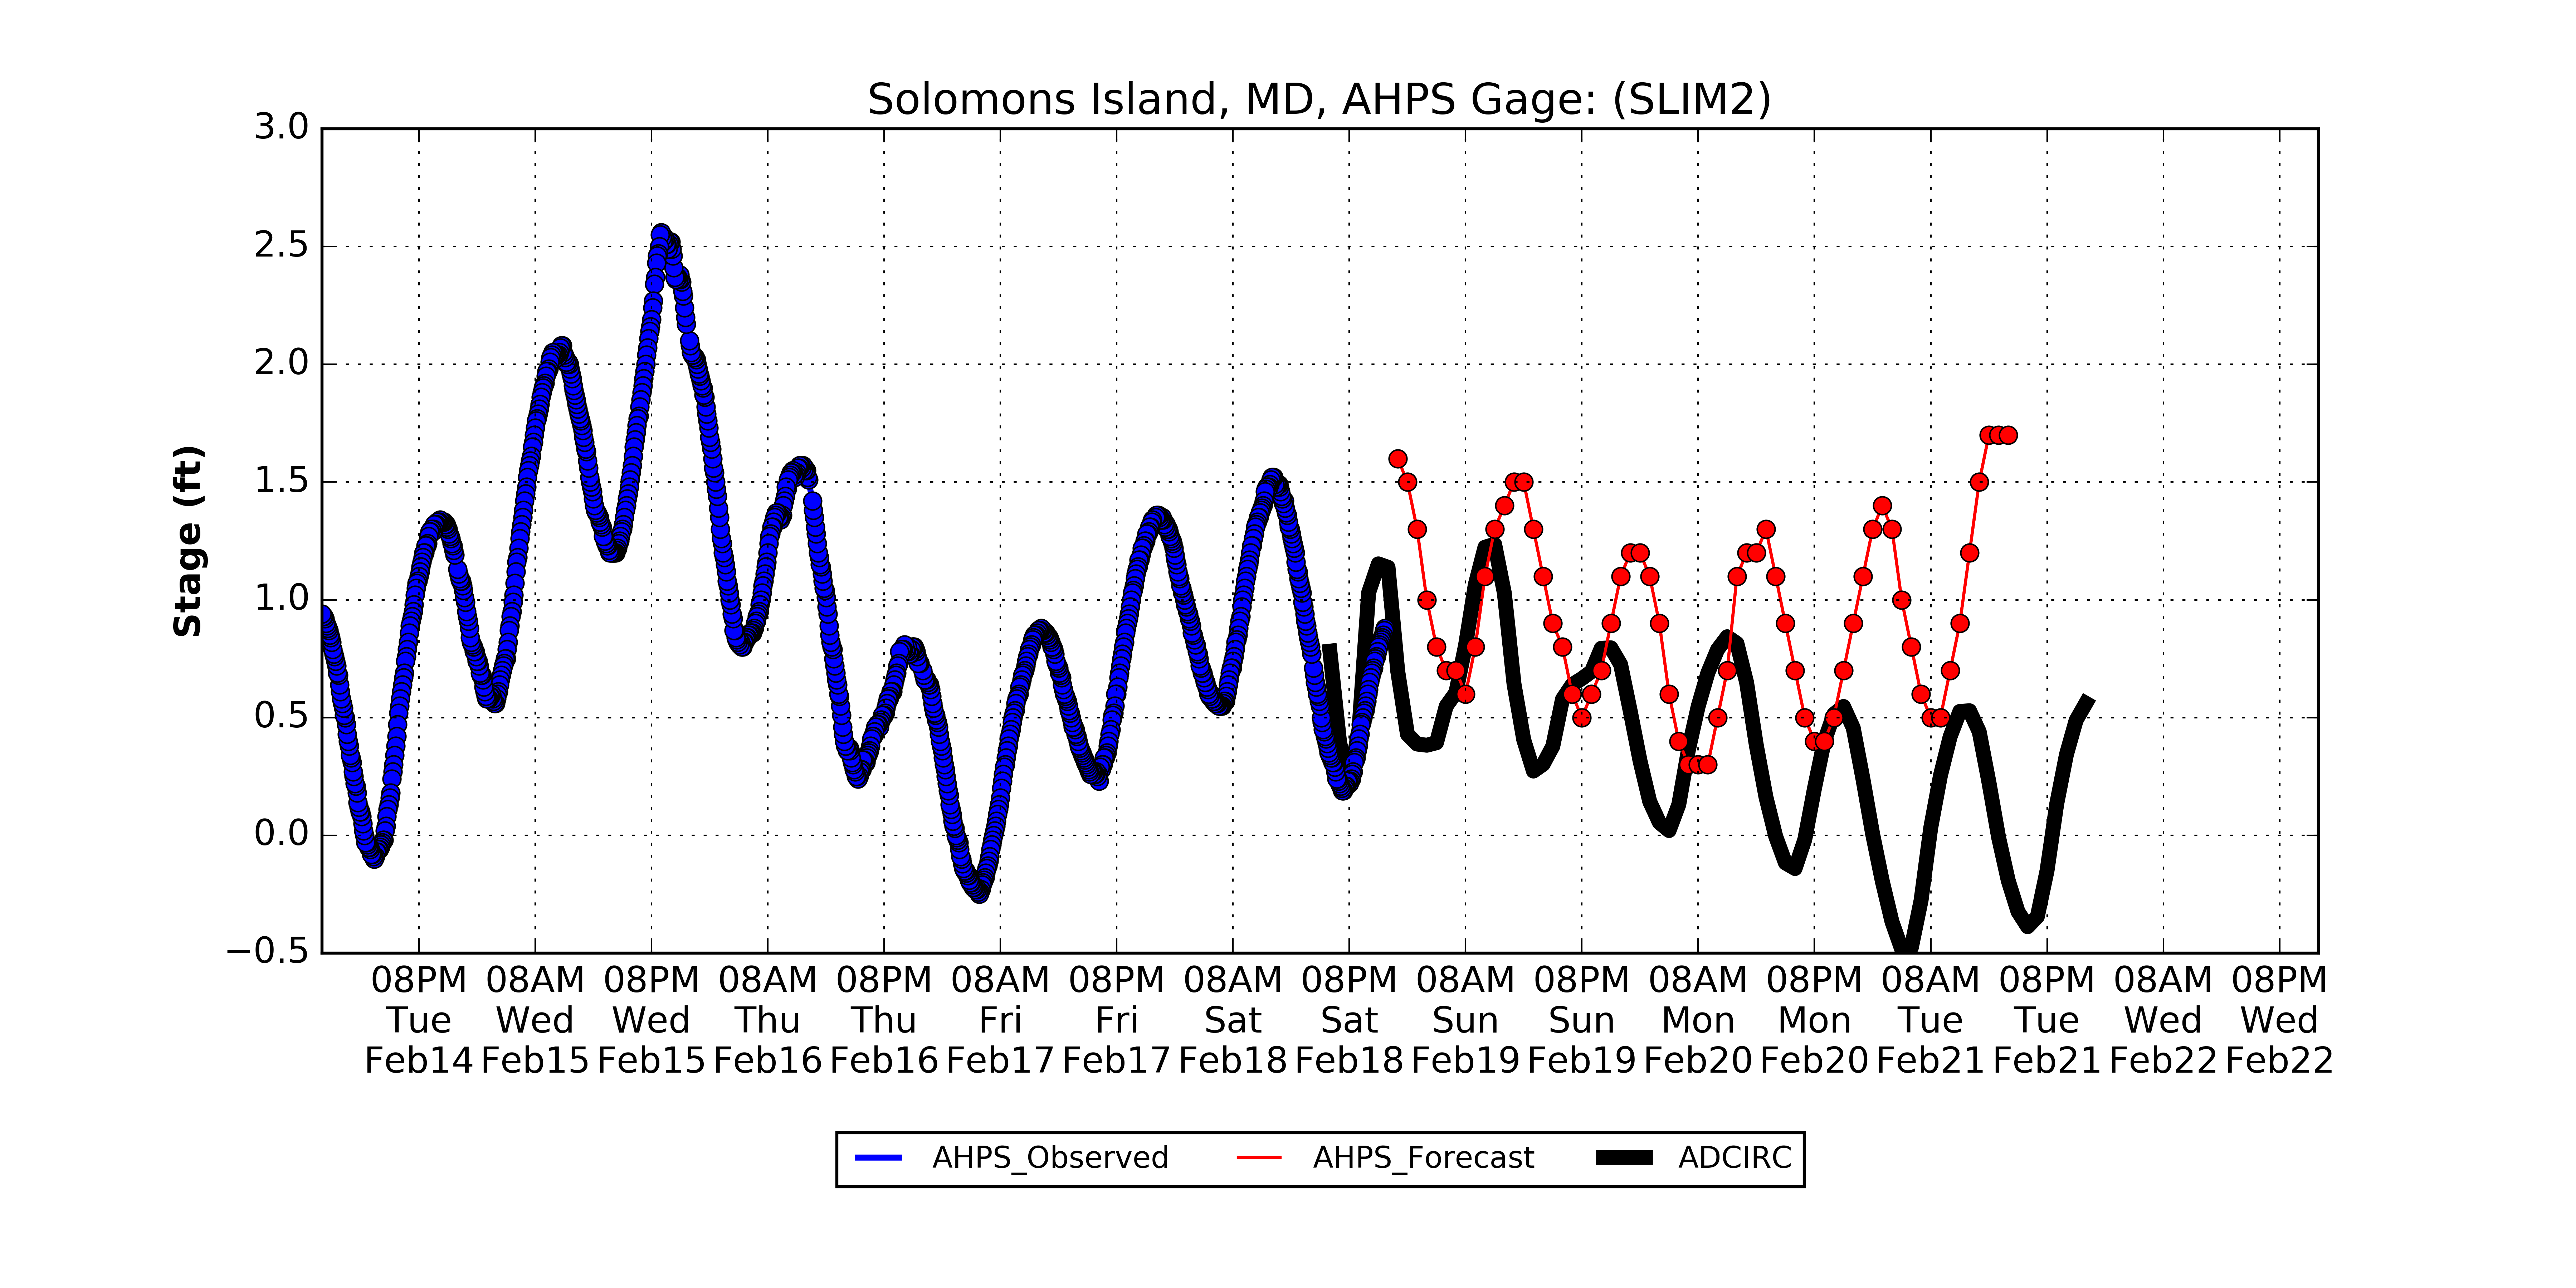 Solomons Island, MD, AHPS Gage: (SLIM2)
Stage (ft)
3.0
2.5
2.0
1.5
1.0
0.5
0.0
−0.5
08PM 08AM 08PM 08AM 08PM 08AM 08PM 08AM 08PM 08AM 08PM 08AM 08PM 08AM 08PM 08AM 08PM
Tue Wed Wed Thu Thu Fri Fri Sat Sat Sun Sun Mon Mon Tue Tue Wed Wed
Feb14 Feb15 Feb15 Feb16 Feb16 Feb17 Feb17 Feb18 Feb18 Feb19 Feb19 Feb20 Feb20 Feb21 Feb21 Feb22 Feb22
AHPS_Observed AHPS_Forecast ADCIRC